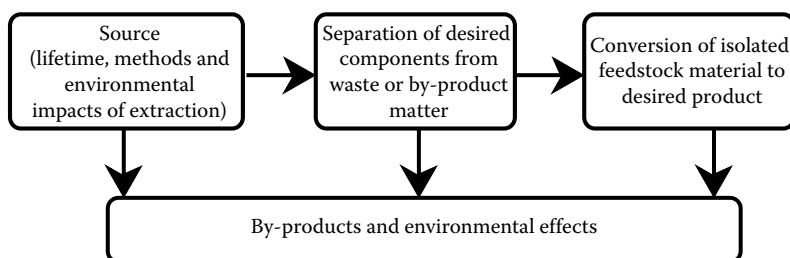 Source
(lifetime, methods and
environmental
impacts of extraction)
Separation of desired
components from
waste or by-product
matter
Conversion of isolated
feedstock material to
desired product
By-products and environmental effects